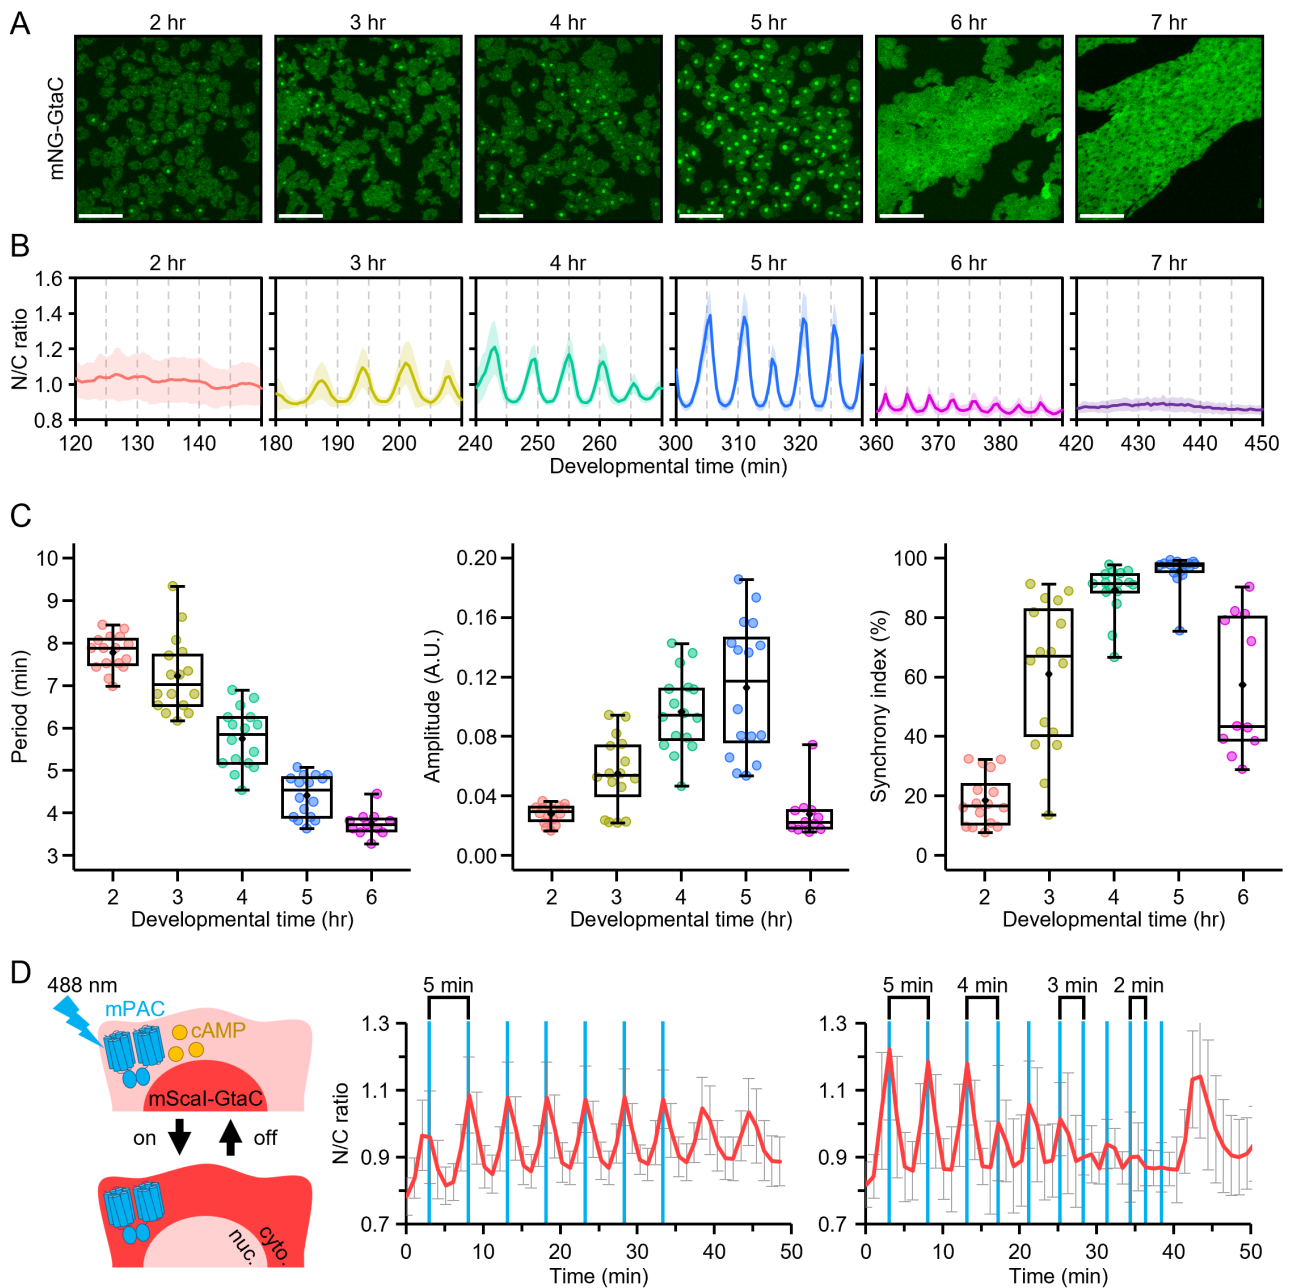 A
2 hr 3 hr 4 hr 5 hr 6 hr 7 hr
mNG-GtaC
B
2 hr 3 hr 4 hr 5 hr 6 hr 7 hr
N/C ratio
1.6
1.4
1.2
1.0
0.8
120 130 140 15 180 190 200 210 240 250 260 270 300 310 320 330 360 370 380 390 420 430 440 450
Developmental time (min)
C
Period (min)
10
9
8
7
6
5
4
3
2 3 4 5 6
Developmental time (hr)
Amplitude (A.U.)
0.20
0.16
0.12
0.08
0.04
0.00
2 3 4 5 6
Developmental time (hr)
Synchrony index (%)
100
80
60
40
20
0
2 3 4 5 6
Developmental time (hr)
D
488 nm
mPAC
cAMP
mScaI-GtaC
on off
nuc. cyto.
5 min
N/C ratio
1.3
1.1
0.9
0.7
0 10 20 30 40 50
Time (min)
5 min 4 min 3 min 2 min
1.3
1.1
0.9
0.7
0 10 20 30 40 50
Time (min)